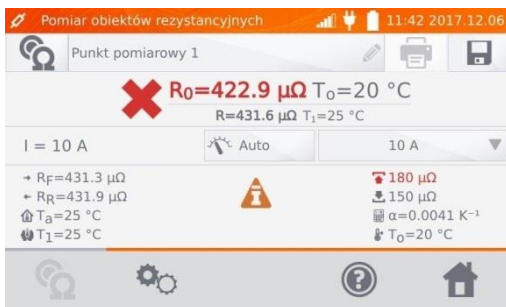 Pomiar obiektów rezystancyjnych 11:42 2017.12.06
Punkt pomiarowy 1
R₀=422.9 µΩ T₀=20 °C
R=431.6 µΩ T₁=25 °C
I = 10 A Auto 10 A
RF=431.3 µΩ 180 µΩ
RR=431.9 µΩ 150 µΩ
Ta=25 °C α=0.0041 K⁻¹
T1=25 °C T₀=20 °C